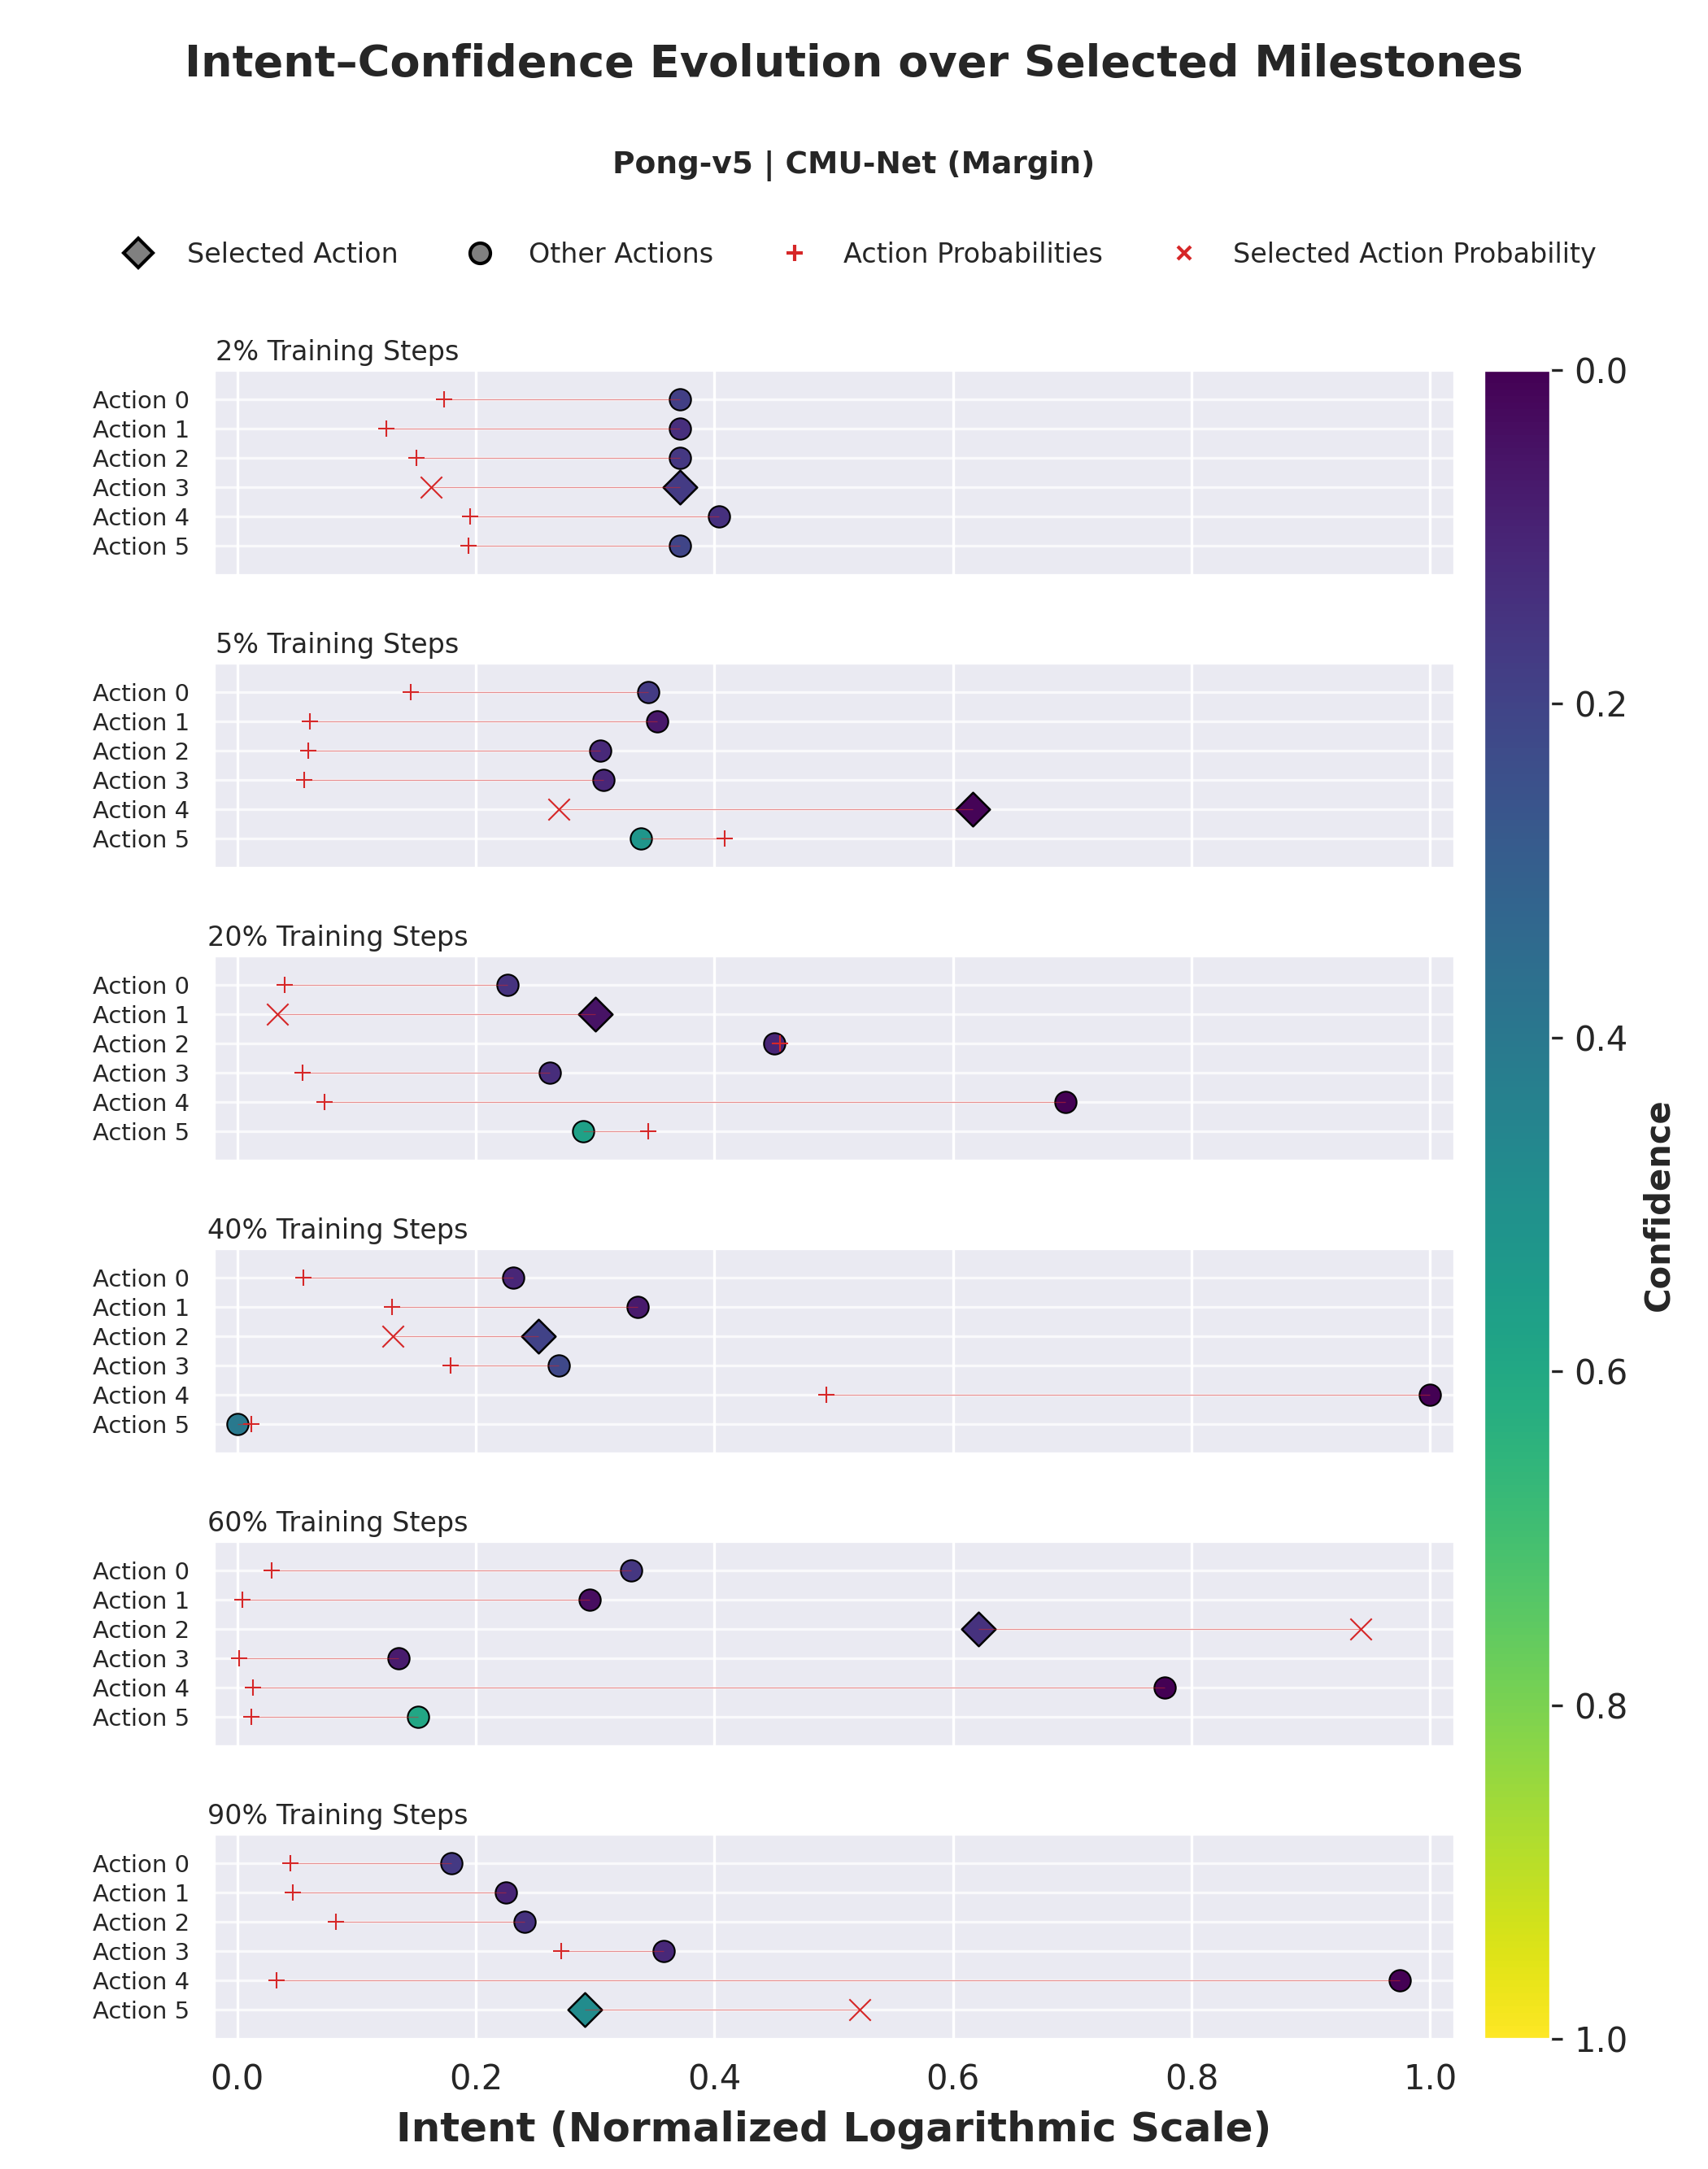 Intent–Confidence Evolution over Selected Milestones
Pong-v5 | CMU-Net (Margin)
Selected Action Other Actions Action Probabilities Selected Action Probability
2% Training Steps
Action 0
Action 1
Action 2
Action 3
Action 4
Action 5
5% Training Steps
Action 0
Action 1
Action 2
Action 3
Action 4
Action 5
20% Training Steps
Action 0
Action 1
Action 2
Action 3
Action 4
Action 5
40% Training Steps
Action 0
Action 1
Action 2
Action 3
Action 4
Action 5
60% Training Steps
Action 0
Action 1
Action 2
Action 3
Action 4
Action 5
90% Training Steps
Action 0
Action 1
Action 2
Action 3
Action 4
Action 5
0.0 0.2 0.4 0.6 0.8 1.0
Intent (Normalized Logarithmic Scale)
0.0
0.2
0.4
0.6
0.8
1.0
Confidence